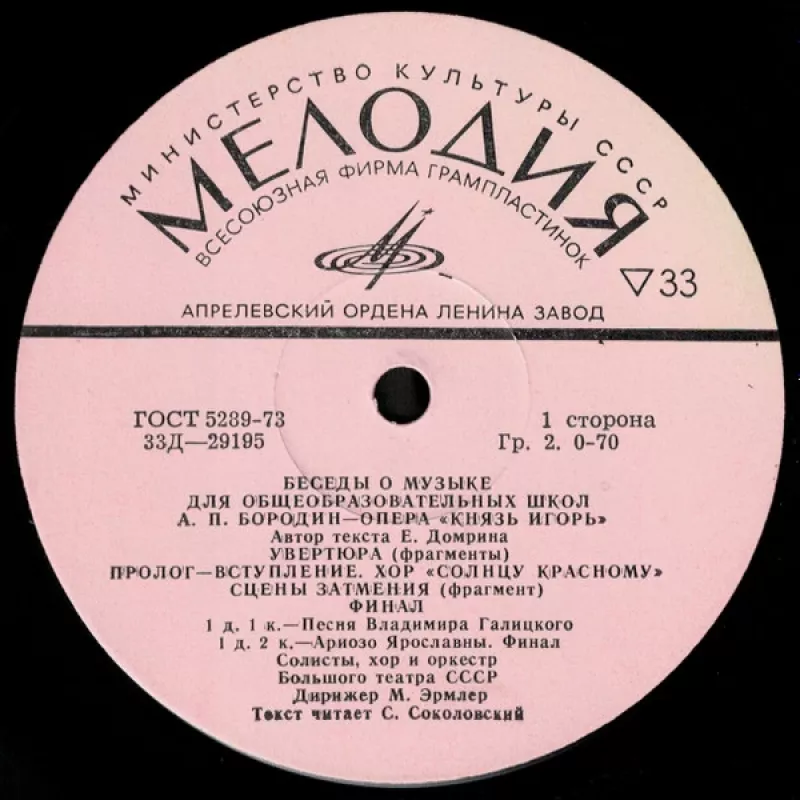 МИНИСТЕРСТВО КУЛЬТУРЫ СССР
МЕЛОДИЯ
ВСЕСОЮЗНАЯ ФИРМА ГРАМПЛАСТИНОК
▽33
АПРЕЛЕВСКИЙ ОРДЕНА ЛЕНИНА ЗАВОД
ГОСТ 5289-73
1 сторона
33Д—29195
Гр. 2. 0-70
БЕСЕДЫ О МУЗЫКЕ
ДЛЯ ОБЩЕОБРАЗОВАТЕЛЬНЫХ ШКОЛ
А. П. БОРОДИН—ОПЕРА «КНЯЗЬ ИГОРЬ»
Автор текста Е. Домрина
УВЕРТЮРА (фрагменты)
ПРОЛОГ—ВСТУПЛЕНИЕ. ХОР «СОЛНЦУ КРАСНОМУ»
СЦЕНЫ ЗАТМЕНИЯ (фрагмент)
ФИНАЛ
1 д. 1 к.—Песня Владимира Галицкого
1 д. 2 к.—Ариозо Ярославны. Финал
Солисты, хор и оркестр
Большого театра СССР
Дирижер М. Эрмлер
Текст читает С. Соколовский